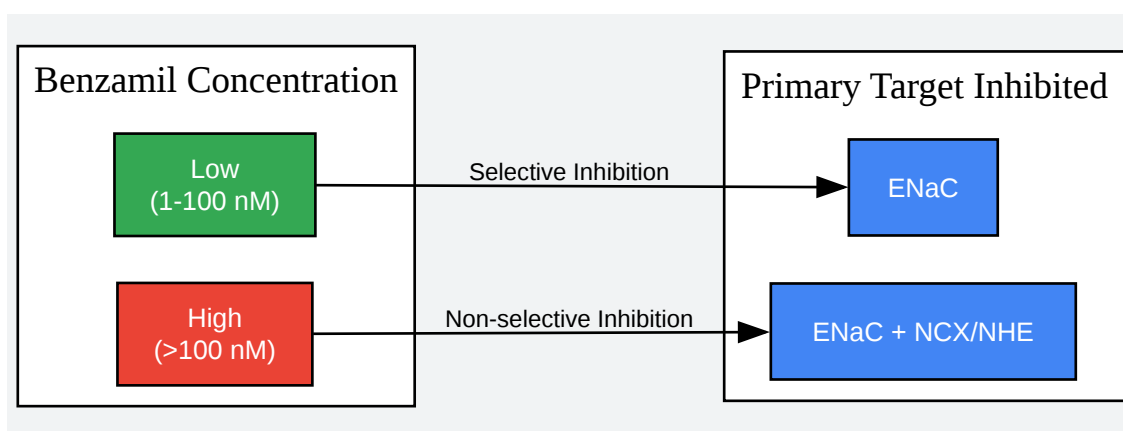 Benzamil Concentration
Primary Target Inhibited
Low
(1-100 nM)
Selective Inhibition
ENaC
High
(>100 nM)
Non-selective Inhibition
ENaC + NCX/NHE